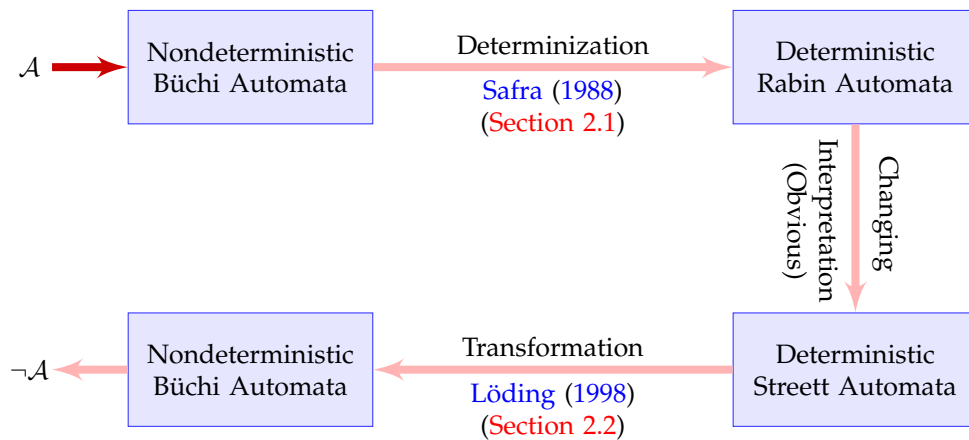 𝒜
Nondeterministic
Büchi Automata
Determinization
Safra (1988)
(Section 2.1)
Deterministic
Rabin Automata
Changing
Interpretation
(Obvious)
Deterministic
Streett Automata
Transformation
Löding (1998)
(Section 2.2)
Nondeterministic
Büchi Automata
¬𝒜